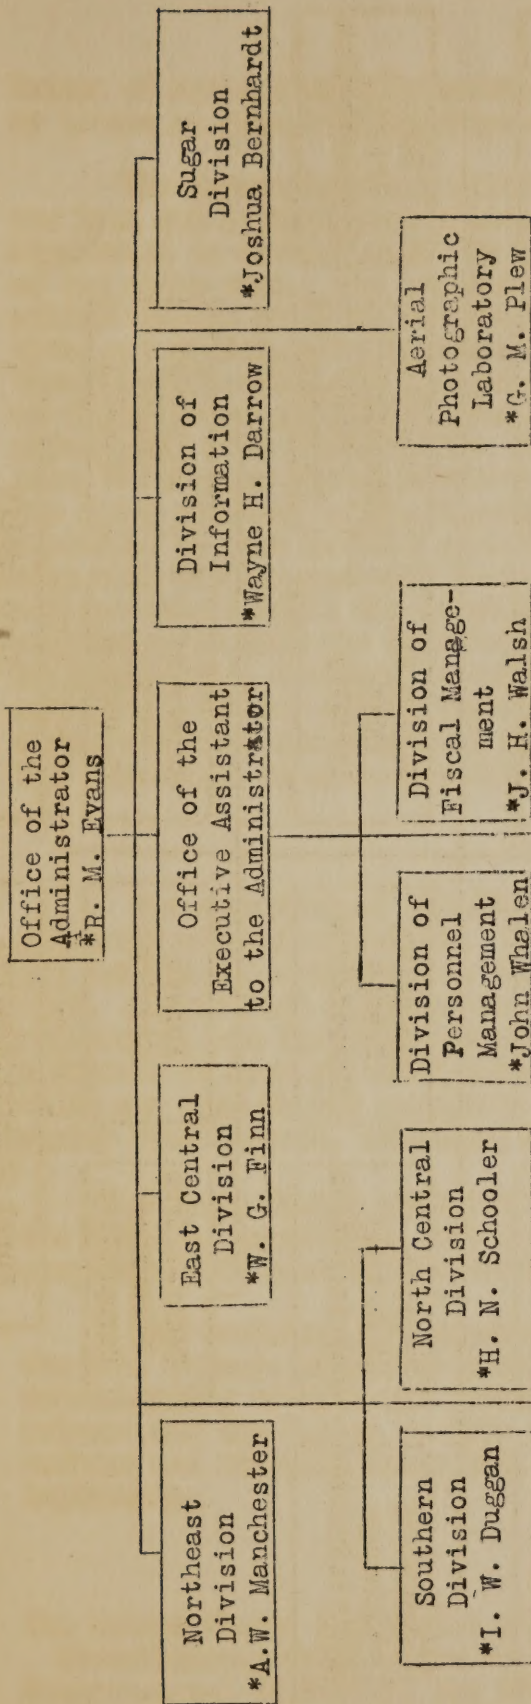 Office of the
Administrator
*R. M. Evans
Northeast
Division
*A.W. Manchester
East Central
Division
*W. G. Finn
Office of the
Executive Assistant
to the Administrator
Division of
Information
*Wayne H. Darrow
Sugar
Division
*Joshua Bernhardt
Southern
Division
*I. W. Duggan
North Central
Division
*H. N. Schooler
Division of
Personnel
Management
*John Whalen
Division of
Fiscal Manage-
ment
*J. H. Walsh
Aerial
Photographic
Laboratory
*G. M. Plew